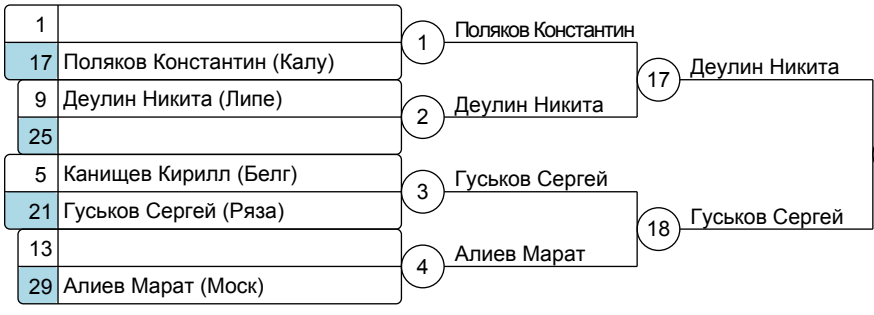 1
1
Поляков Константин
17 Поляков Константин (Калу)
17
Деулин Никита
9 Деулин Никита (Липе)
2
Деулин Никита
25
5 Канищев Кирилл (Белг)
3
Гуськов Сергей
21 Гуськов Сергей (Ряза)
18
Гуськов Сергей
13
4
Алиев Марат
29 Алиев Марат (Моск)